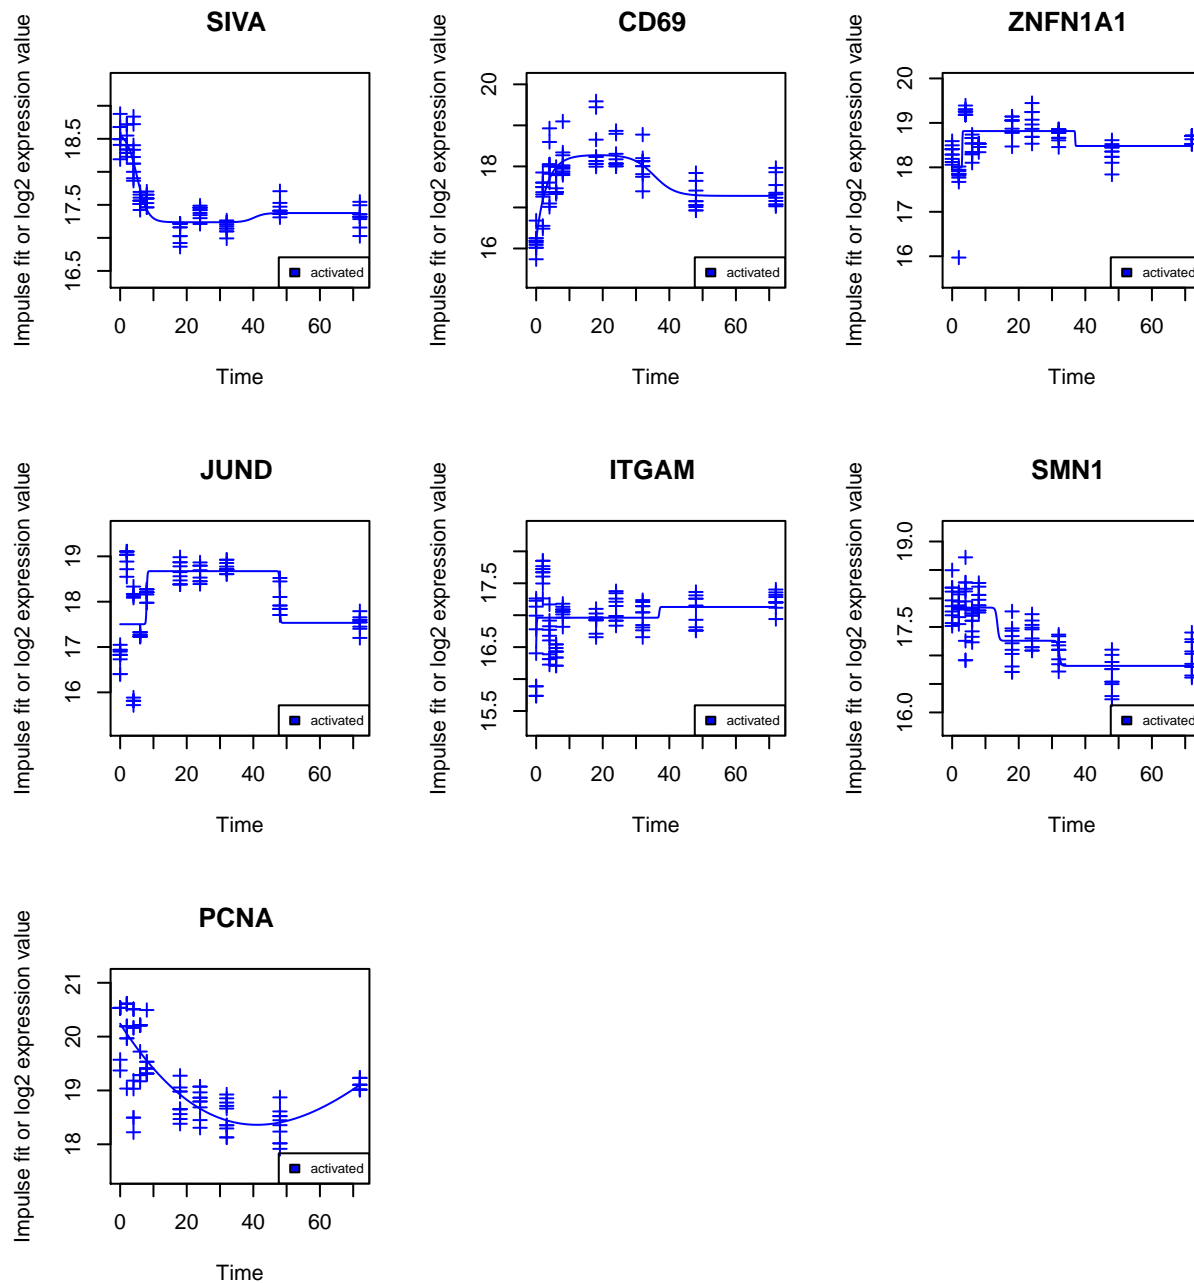 SIVA
CD69
ZNFN1A1
Impulse fit or log2 expression value
16.5 17.5 18.5
0 20 40 60
Time
activated
Impulse fit or log2 expression value
16 18 20
0 20 40 60
Time
activated
Impulse fit or log2 expression value
16 17 18 19 20
0 20 40 60
Time
activated
JUND
ITGAM
SMN1
Impulse fit or log2 expression value
16 17 18 19
0 20 40 60
Time
activated
Impulse fit or log2 expression value
15.5 16.5 17.5
0 20 40 60
Time
activated
Impulse fit or log2 expression value
16.0 17.5 19.0
0 20 40 60
Time
activated
PCNA
Impulse fit or log2 expression value
18 19 20 21
0 20 40 60
Time
activated